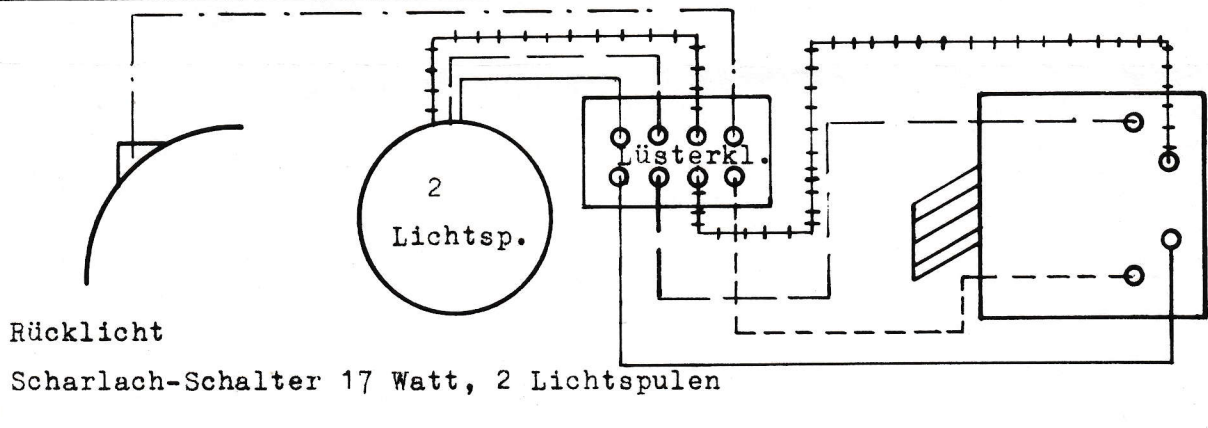 Lüsterkl.
2
Lichtsp.
Rücklicht
Scharlach-Schalter 17 Watt, 2 Lichtspulen